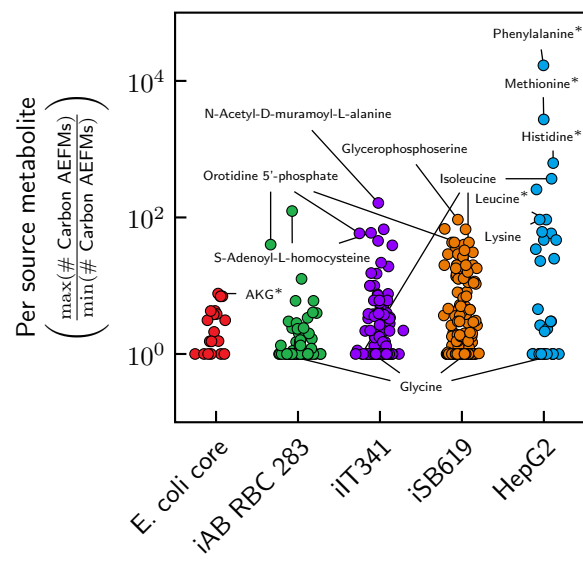 Phenylalanine*
10^4
Methionine*
N-Acetyl-D-muramoyl-L-alanine
Histidine*
Glycerophosphoserine
Orotidine 5'-phosphate
Isoleucine
Leucine*
10^2
Lysine
S-Adenoyl-L-homocysteine
AKG*
10^0
Glycine
Per source metabolite
(max(# Carbon AEFMs)
min(# Carbon AEFMs))
E. coli core
iAB RBC 283
iIT341
iSB619
HepG2